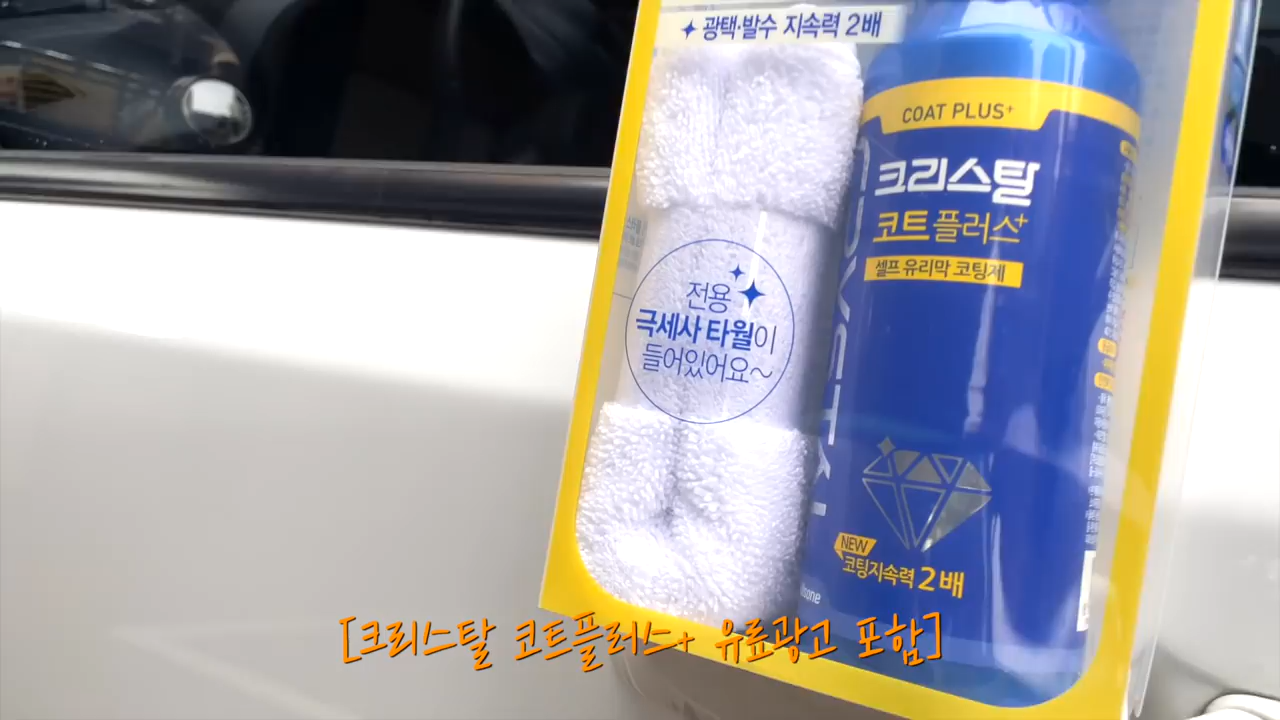 광택·발수 지속력 2배
COAT PLUS+
크리스탈
코트플러스+
셀프 유리막 코팅제
전용
극세사 타월이
들어있어요~
NEW
코팅지속력 2배
[크리스탈 코트플러스+ 유료광고 포함]